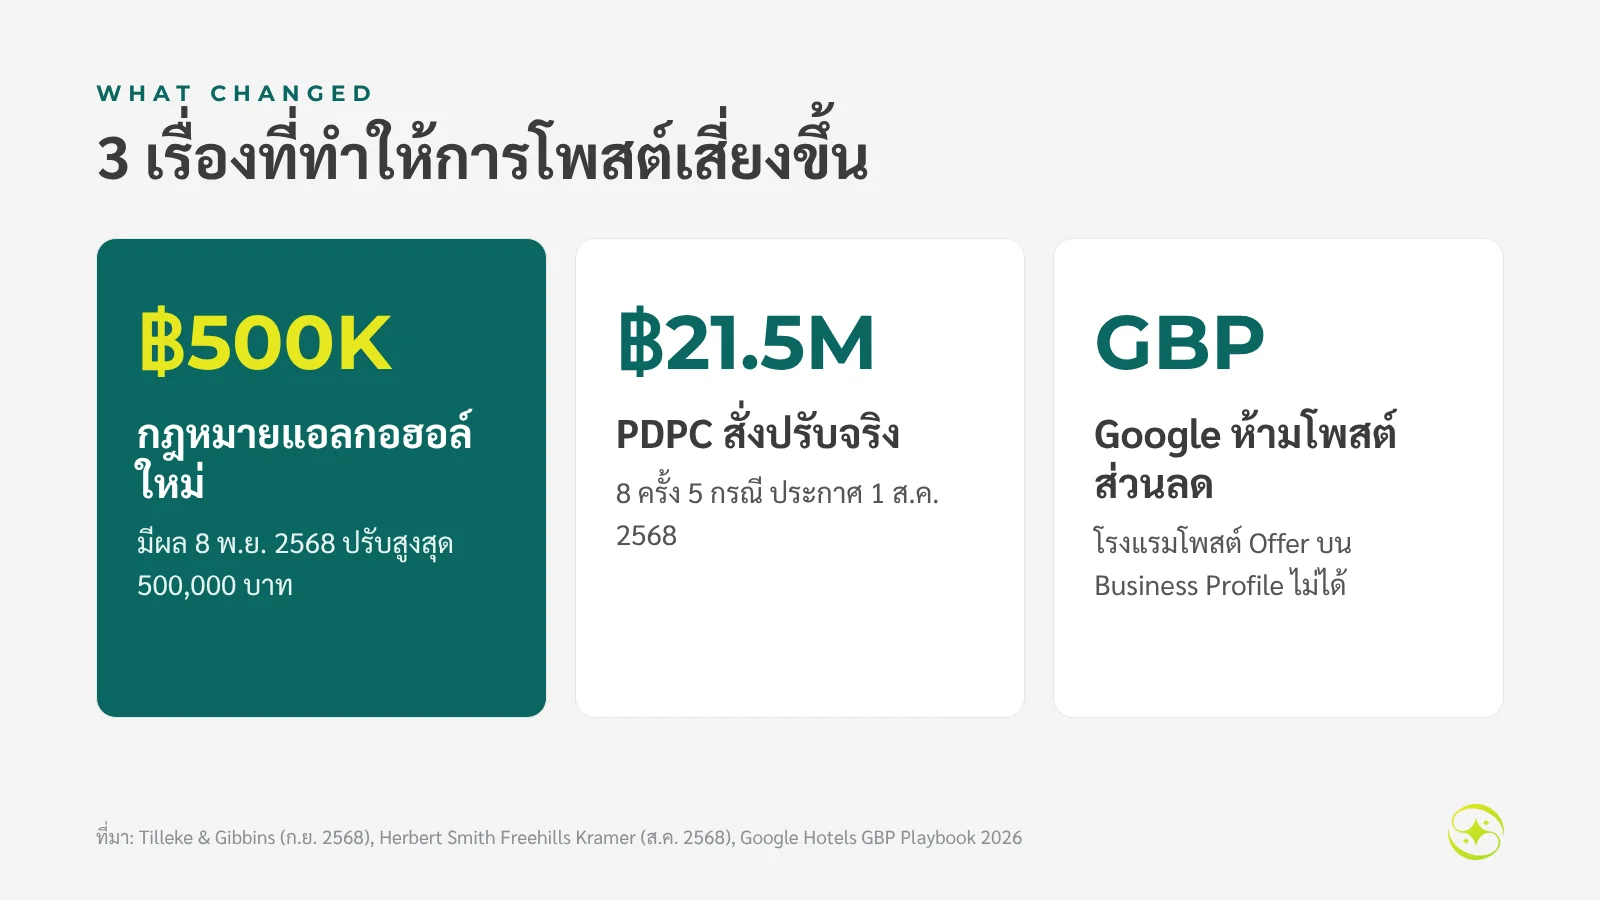 WHAT CHANGED
3 เรื่องที่ทำให้การโพสต์เสี่ยงขึ้น
฿500K
กฎหมายแอลกอฮอล์
ใหม่
มีผล 8 พ.ย. 2568 ปรับสูงสุด
500,000 บาท
฿21.5M
PDPC สั่งปรับจริง
8 ครั้ง 5 กรณี ประกาศ 1 ส.ค.
2568
GBP
Google ห้ามโพสต์
ส่วนลด
โรงแรมโพสต์ Offer บน
Business Profile ไม่ได้
ที่มา: Tilleke & Gibbins (ก.ย. 2568), Herbert Smith Freehills Kramer (ส.ค. 2568), Google Hotels GBP Playbook 2026